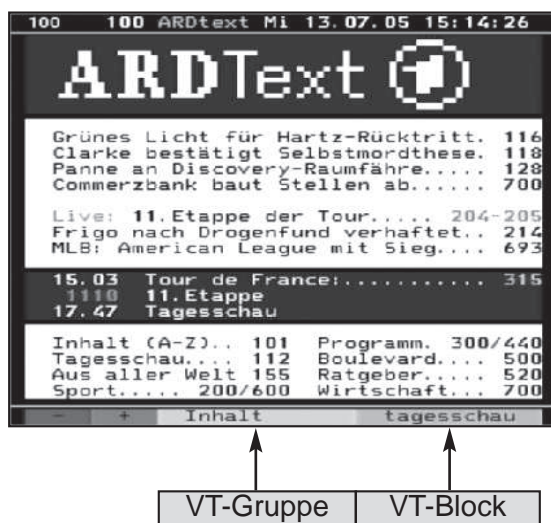 100 100 ARDtext Mi 13.07.05 15:14:26
ARDText 1
Grünes Licht für Hartz-Rücktritt. 116
Clarke bestätigt Selbstmordthese. 118
Panne an Discovery-Raumfähre..... 128
Commerzbank baut Stellen ab...... 700
Live: 11.Etappe der Tour..... 204-205
Frigo nach Drogenfund verhaftet.. 214
MLB: American League mit Sieg.... 693
15.03 Tour de France:........... 315
1110 11.Etappe
17.47 Tagesschau
Inhalt (A-Z).. 101 Programm. 300/440
Tagesschau.... 112 Boulevard.... 500
Aus aller Welt 155 Ratgeber..... 520
Sport..... 200/600 Wirtschaft... 700
- + Inhalt tagesschau
VT-Gruppe VT-Block